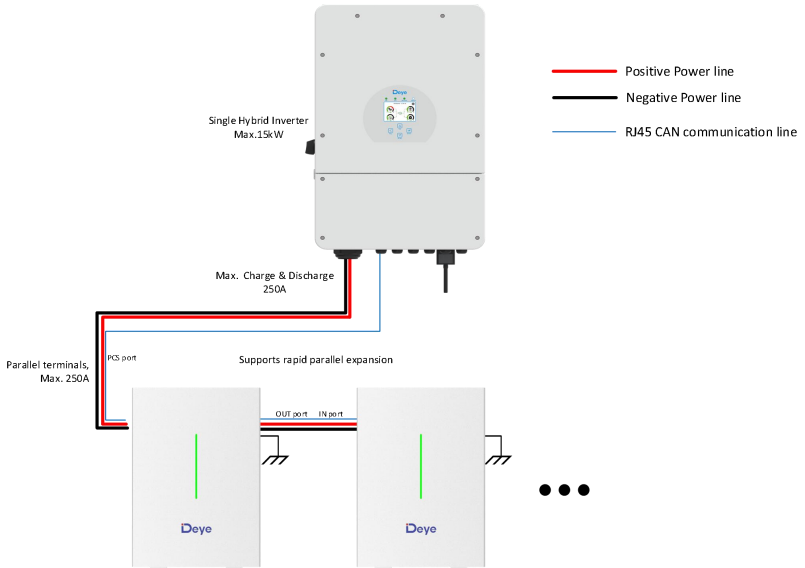 Positive Power line
Negative Power line
RJ45 CAN communication line
Deye
Single Hybrid Inverter
Max.15kW
Max. Charge & Discharge
250A
PCS port
Supports rapid parallel expansion
Parallel terminals,
Max. 250A
OUT port IN port
Deye
Deye